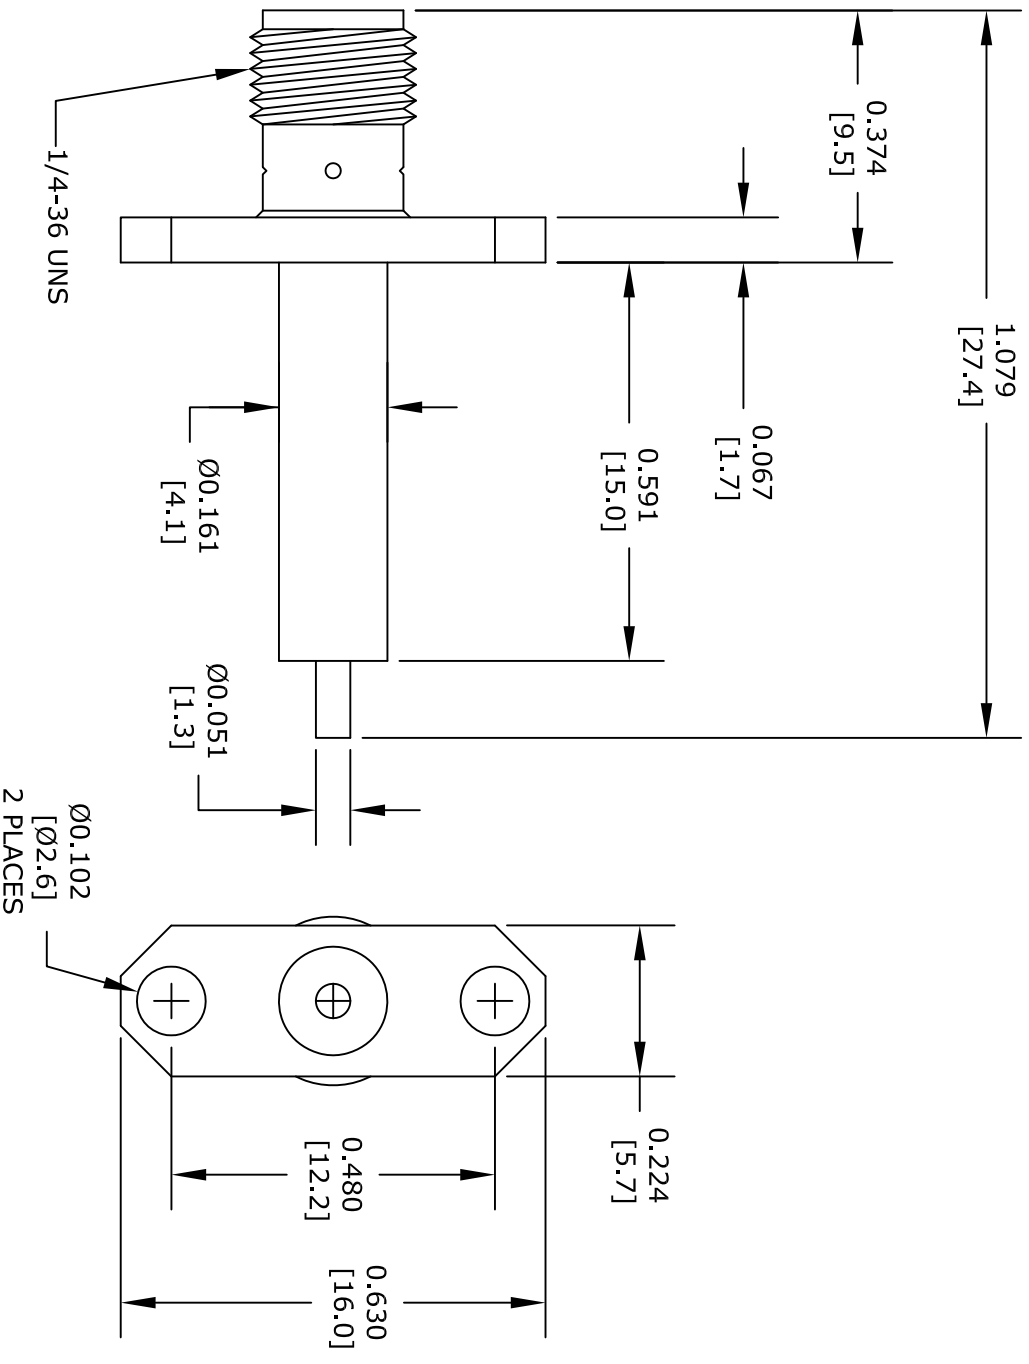 1.079
[27.4]
0.374
[9.5]
0.067
[1.7]
0.591
[15.0]
Ø0.161
[4.1]
Ø0.051
[1.3]
1/4-36 UNS
0.224
[5.7]
0.480
[12.2]
0.630
[16.0]
Ø0.102
[Ø2.6]
2 PLACES